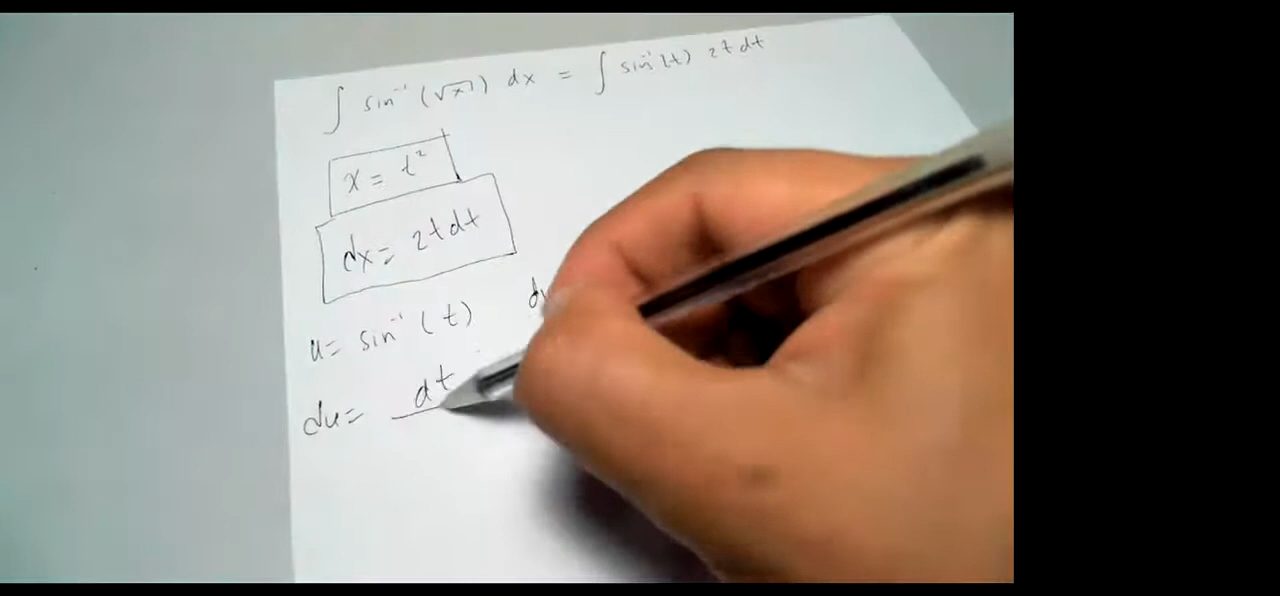 ∫ sin⁻¹(√x) dx = ∫ sin⁻¹(t) 2t dt
x = t²
dx = 2t dt
u = sin⁻¹(t)
du = dt